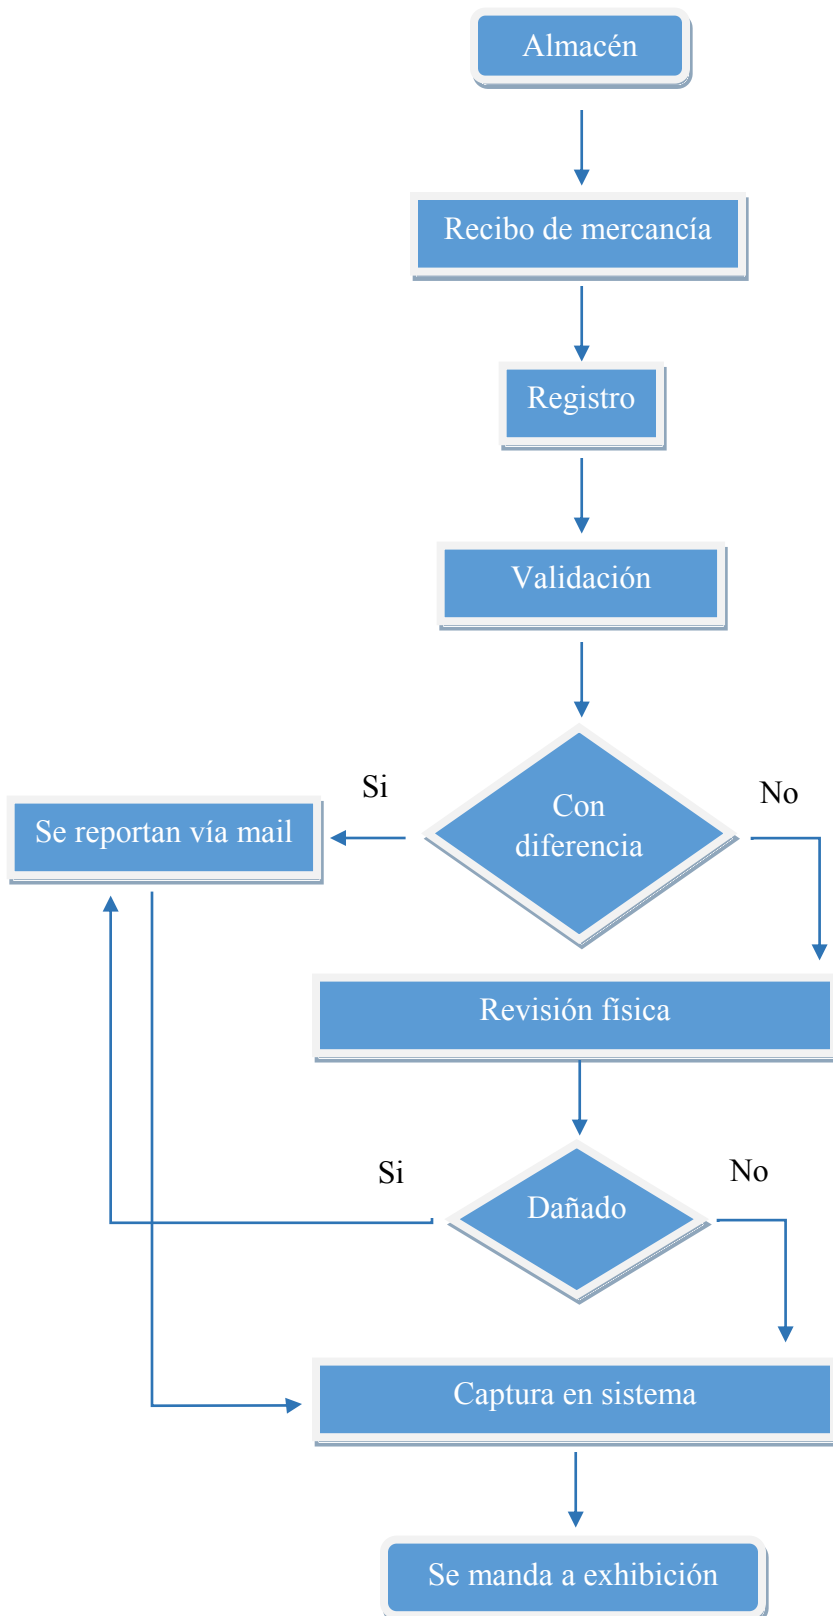 Almacén
Recibo de mercancía
Registro
Validación
Si
No
Con
diferencia
Se reportan vía mail
Revisión física
Si
No
Dañado
Captura en sistema
Se manda a exhibición